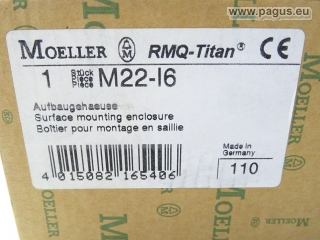 © www.pagus.eu
MOELLER RMQ-Titan® CE
1 Stück Piece Pièce M22-I6
Aufbaugehaeuse
Surface mounting enclosure
Boîtier pour montage en saillie
Made in
Germany
4 015082 165406
110
MOELLER